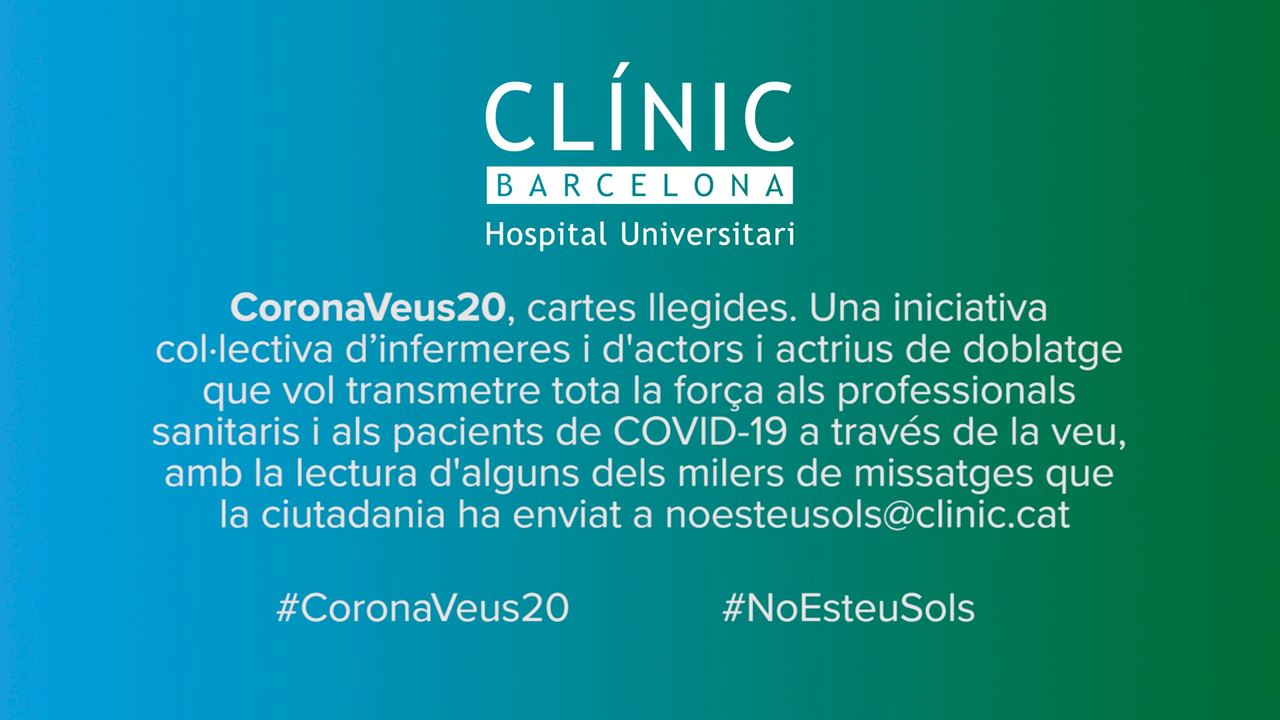 CLÍNIC
BARCELONA
Hospital Universitari
CoronaVeus20, cartes llegides. Una iniciativa
col·lectiva d’infermeres i d'actors i actrius de doblatge
que vol transmetre tota la força als professionals
sanitaris i als pacients de COVID-19 a través de la veu,
amb la lectura d'alguns dels milers de missatges que
la ciutadania ha enviat a noesteusols@clinic.cat
#CoronaVeus20 #NoEsteuSols